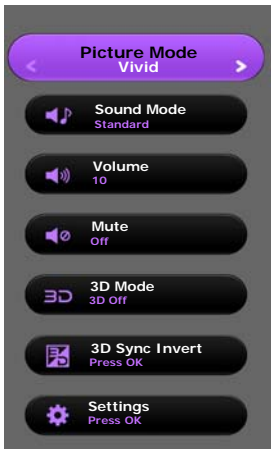 Picture Mode
Vivid
Sound Mode
Standard
Volume
10
Mute
Off
3D
3D Mode
3D Off
3D Sync Invert
Press OK
Settings
Press OK